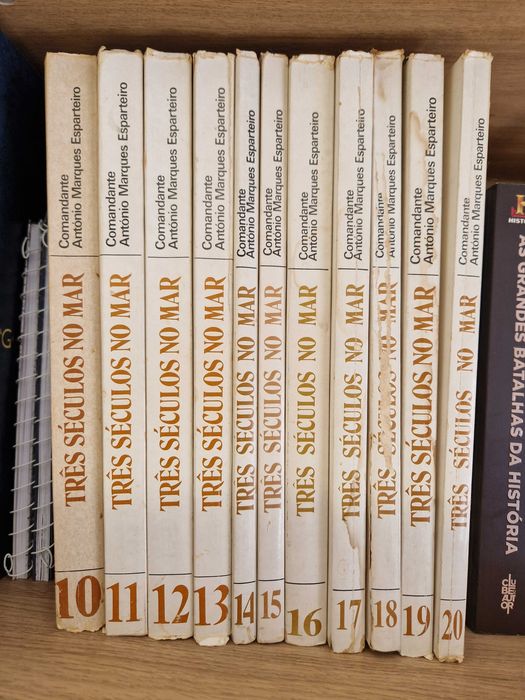 Comandante
António Marques Esparteiro
TRÊS SÉCULOS NO MAR
10
Comandante
António Marques Esparteiro
TRÊS SÉCULOS NO MAR
11
Comandante
António Marques Esparteiro
TRÊS SÉCULOS NO MAR
12
Comandante
António Marques Esparteiro
TRÊS SÉCULOS NO MAR
13
Comandante
António Marques Esparteiro
TRÊS SÉCULOS NO MAR
14
Comandante
António Marques Esparteiro
TRÊS SÉCULOS NO MAR
15
Comandante
António Marques Esparteiro
TRÊS SÉCULOS NO MAR
16
Comandante
António Marques Esparteiro
TRÊS SÉCULOS NO MAR
17
Comandante
António Marques Esparteiro
TRÊS SÉCULOS NO MAR
18
Comandante
António Marques Esparteiro
TRÊS SÉCULOS NO MAR
19
Comandante
António Marques Esparteiro
TRÊS SÉCULOS NO MAR
20
AS GRANDES BATALHAS DA HISTÓRIA